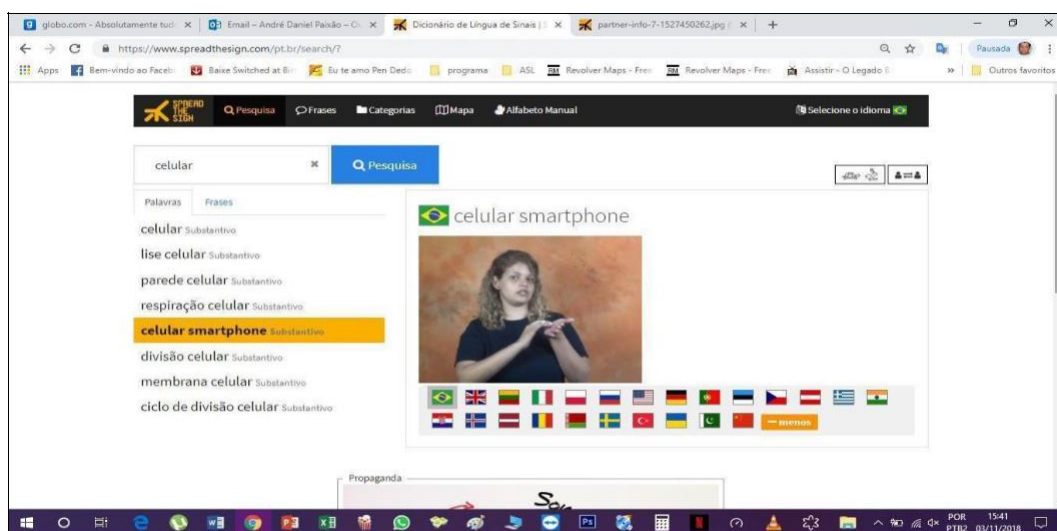 globo.com - Absolutamente tud
Email – André Daniel Paixão – O
Dicionário de Língua de Sinais |
partner-info-7-1527450262.jpg (
https://www.spreadthesign.com/pt.br/search/?
Pausada
Apps
Bem-vindo ao Faceb
Baixe Switched at Bi
Eu te amo Pen Dedo
programa
ASL
RM Revolver Maps - Free
RM Revolver Maps - Free
Assistir - O Legado
Outros favoritos
SPREAD THE SIGN
Pesquisa
Frases
Categorias
Mapa
Alfabeto Manual
Selecione o idioma
celular
Pesquisa
Palavras
Frases
celular Substantivo
lise celular Substantivo
parede celular Substantivo
respiração celular Substantivo
celular smartphone Substantivo
divisão celular Substantivo
membrana celular Substantivo
ciclo de divisão celular Substantivo
celular smartphone
menos
Propaganda
POR
PTB2
15:41
03/11/2018